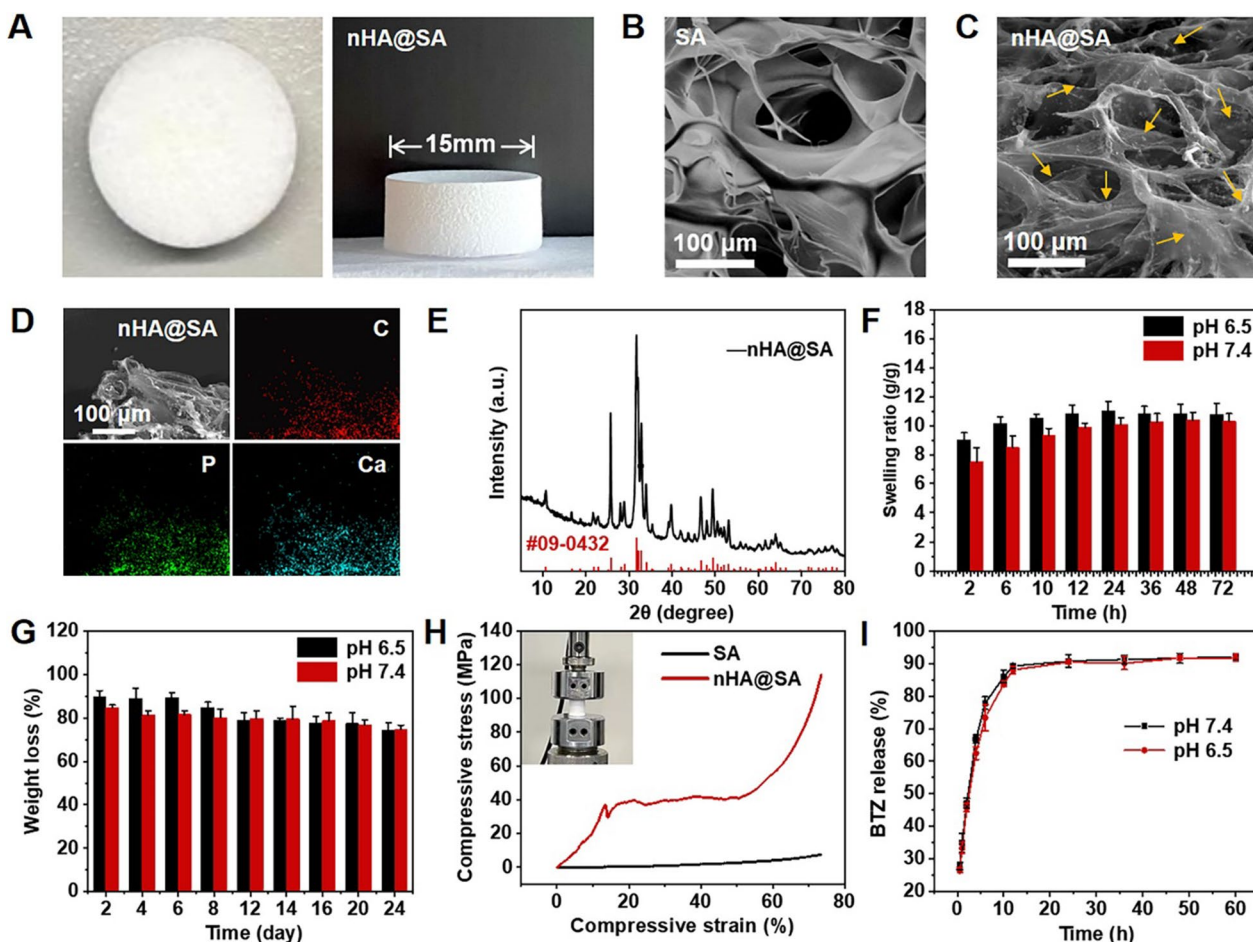 A
nHA@SA
15mm
B
SA
100 µm
C
nHA@SA
100 µm
D
nHA@SA
100 µm
C
P
Ca
E
Intensity (a.u.)
—nHA@SA
#09-0432
10 20 30 40 50 60 70 80
2θ (degree)
F
Swelling ratio (g/g)
18
16
14
12
10
8
6
4
2
0
pH 6.5
pH 7.4
2 6 10 12 24 36 48 72
Time (h)
G
Weight loss (%)
120
100
80
60
40
20
0
pH 6.5
pH 7.4
2 4 6 8 12 14 16 20 24
Time (day)
H
Compressive stress (MPa)
140
120
100
80
60
40
20
0
SA
nHA@SA
0 20 40 60 80
Compressive strain (%)
I
BTZ release (%)
100
90
80
70
60
50
40
30
20
pH 7.4
pH 6.5
0 10 20 30 40 50 60
Time (h)